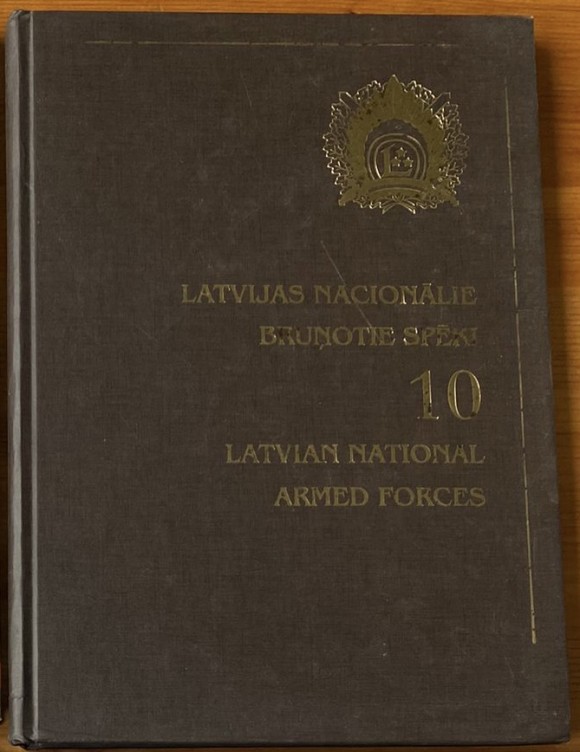 LATVIJAS NACIONĀLIE
BRUŅOTIE SPĒKI
10
LATVIAN NATIONAL
ARMED FORCES